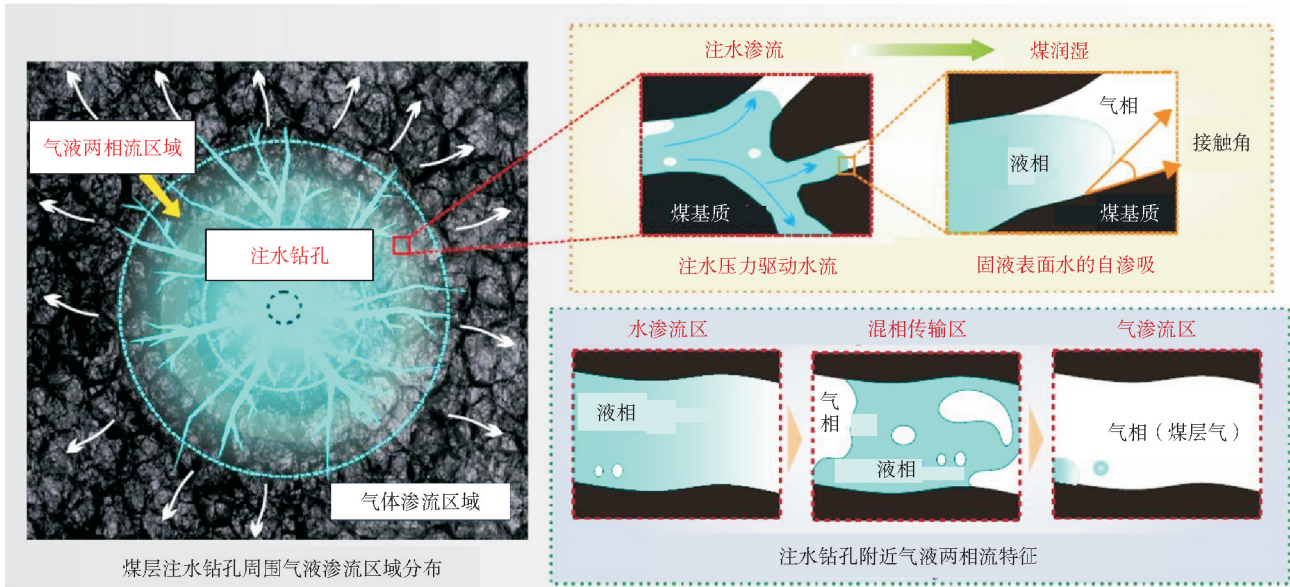 气液两相流区域
注水钻孔
气体渗流区域
煤层注水钻孔周围气液渗流区域分布
注水渗流
煤润湿
煤基质
气相
液相
接触角
煤基质
注水压力驱动水流
固液表面水的自渗吸
水渗流区
混相传输区
气渗流区
液相
气
相
液相
气相（煤层气）
注水钻孔附近气液两相流特征